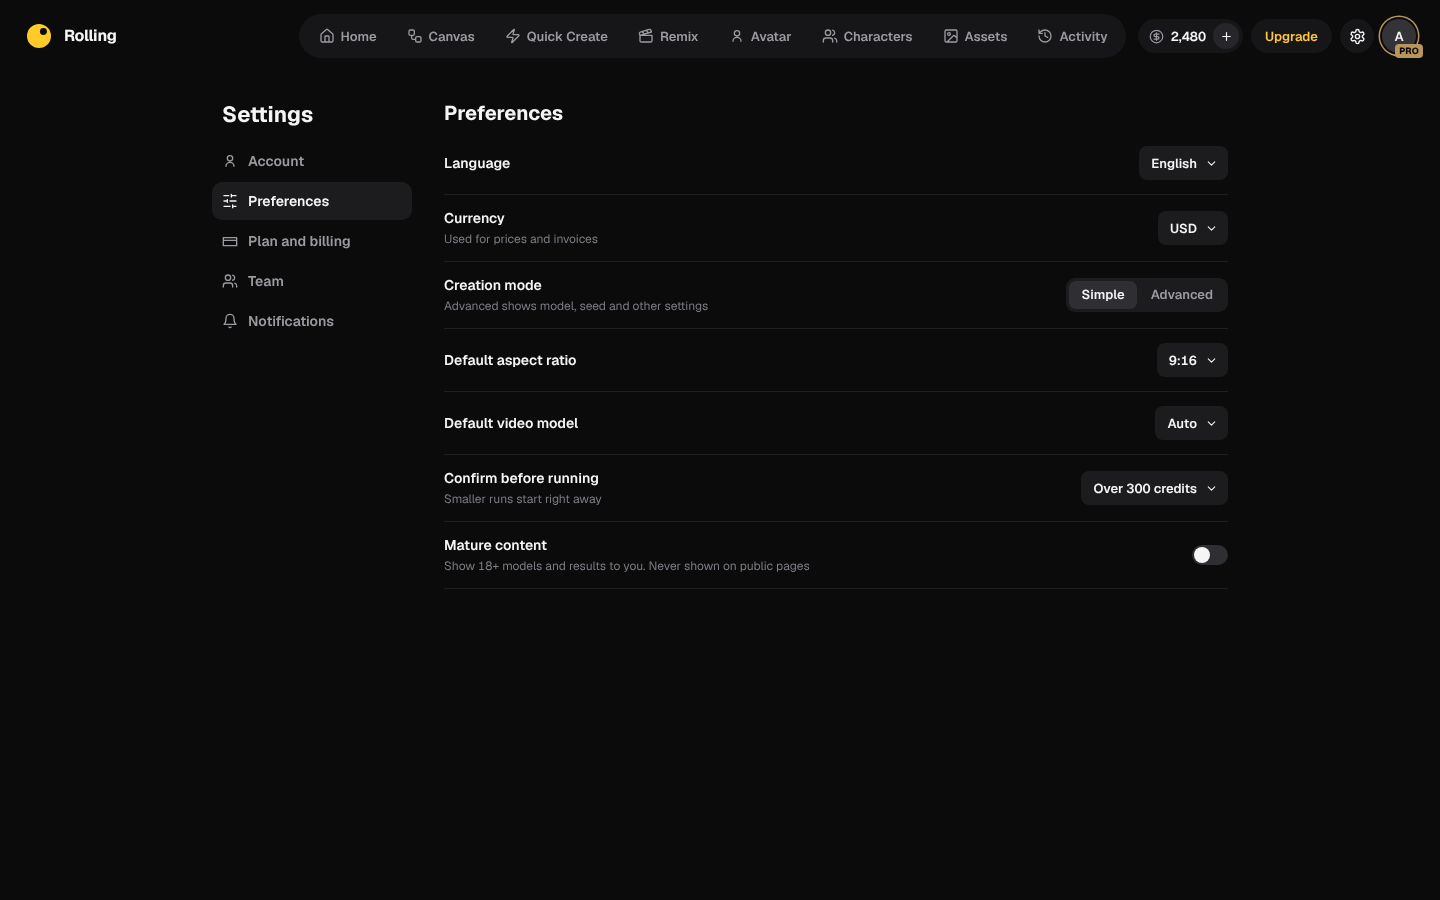 Rolling
Home
Canvas
Quick Create
Remix
Avatar
Characters
Assets
Activity
2,480
Upgrade
A
PRO
Settings
Account
Preferences
Plan and billing
Team
Notifications
Preferences
Language
English
Currency
Used for prices and invoices
USD
Creation mode
Advanced shows model, seed and other settings
Simple
Advanced
Default aspect ratio
9:16
Default video model
Auto
Confirm before running
Smaller runs start right away
Over 300 credits
Mature content
Show 18+ models and results to you. Never shown on public pages